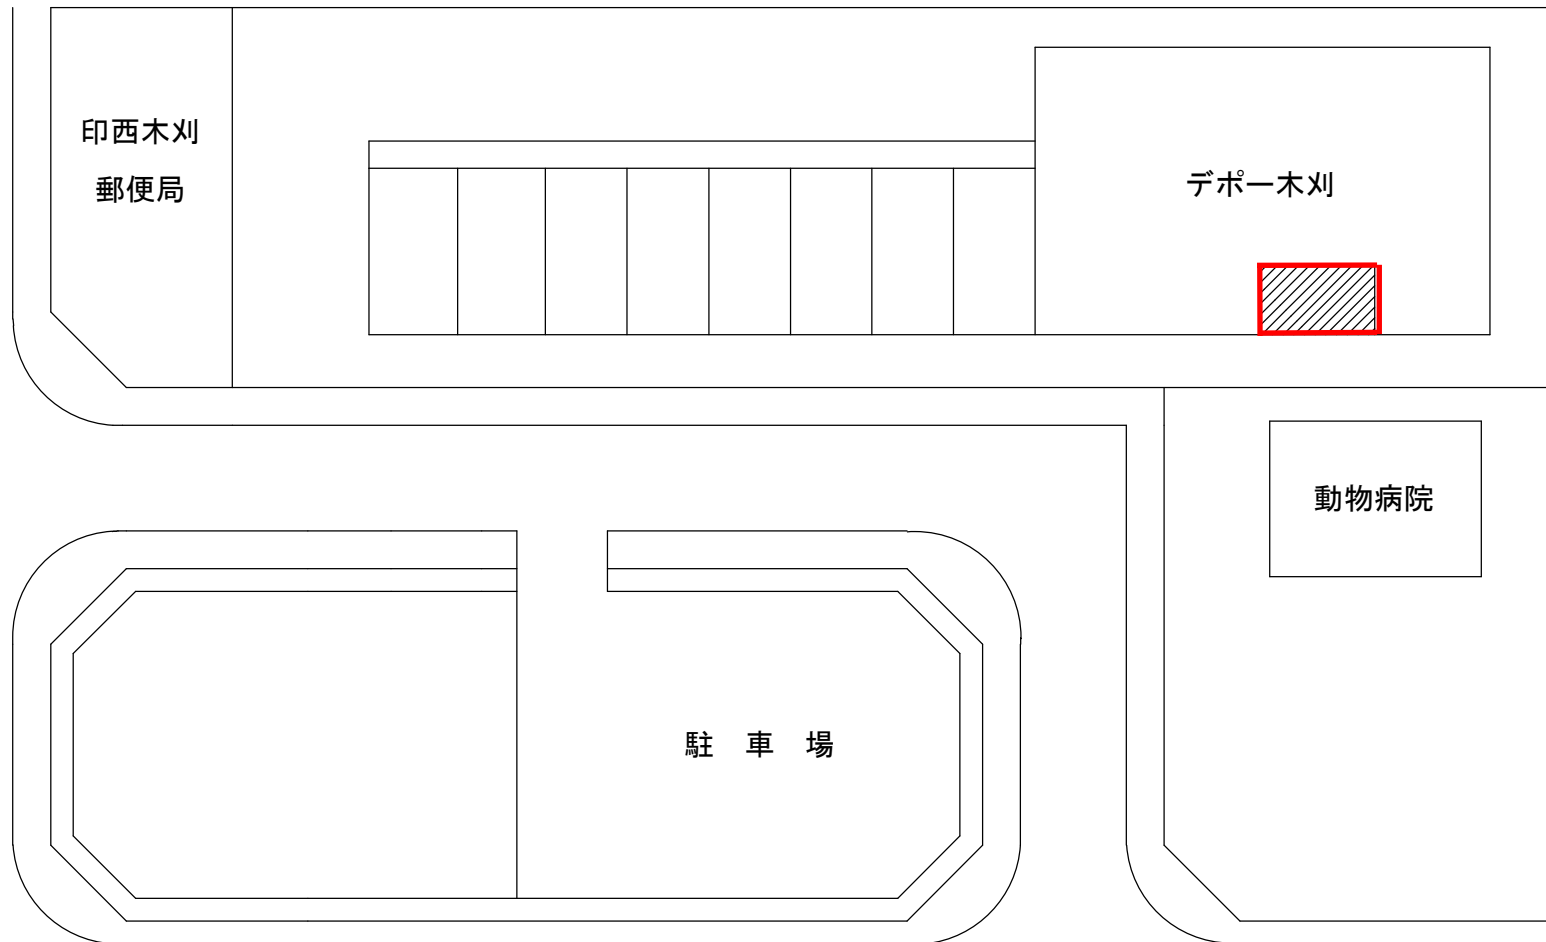 印西木刈
郵便局
デポー木刈
動物病院
駐　車　場